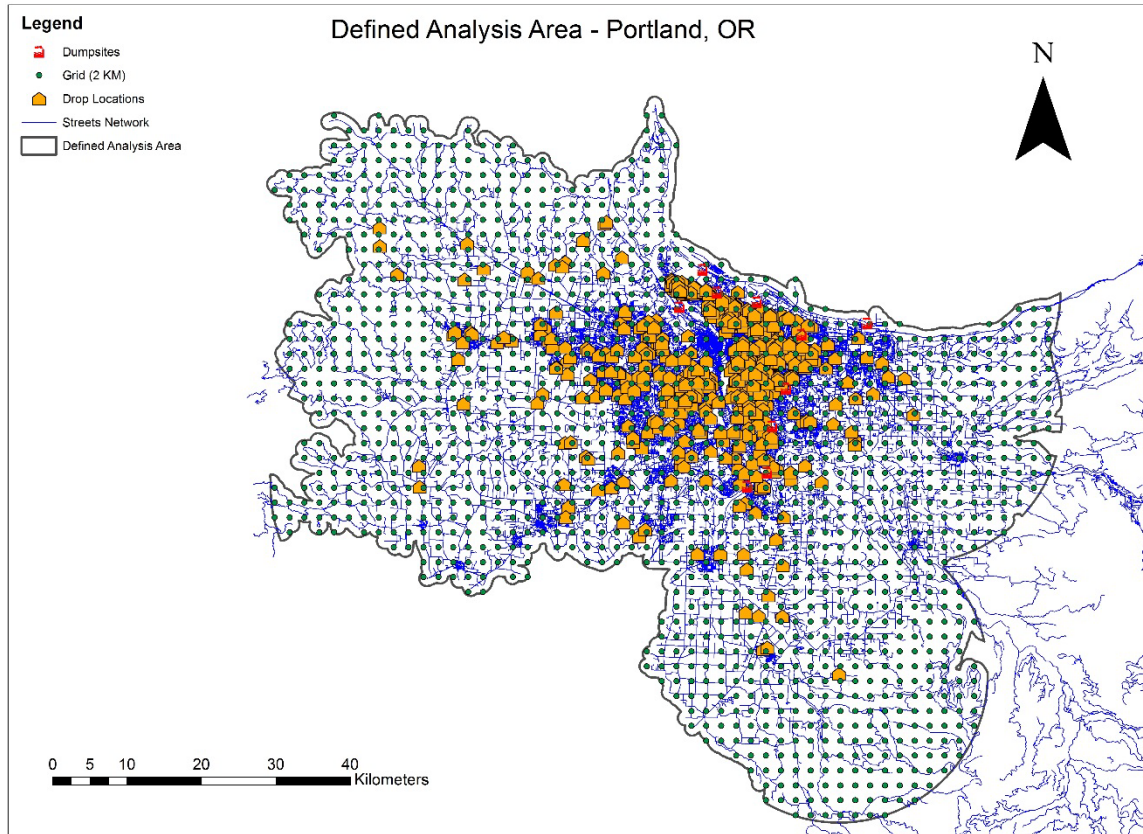 Defined Analysis Area - Portland, OR
Legend
Dumpsites
Grid (2 KM)
Drop Locations
Streets Network
Defined Analysis Area
N
0 5 10 20 30 40
Kilometers